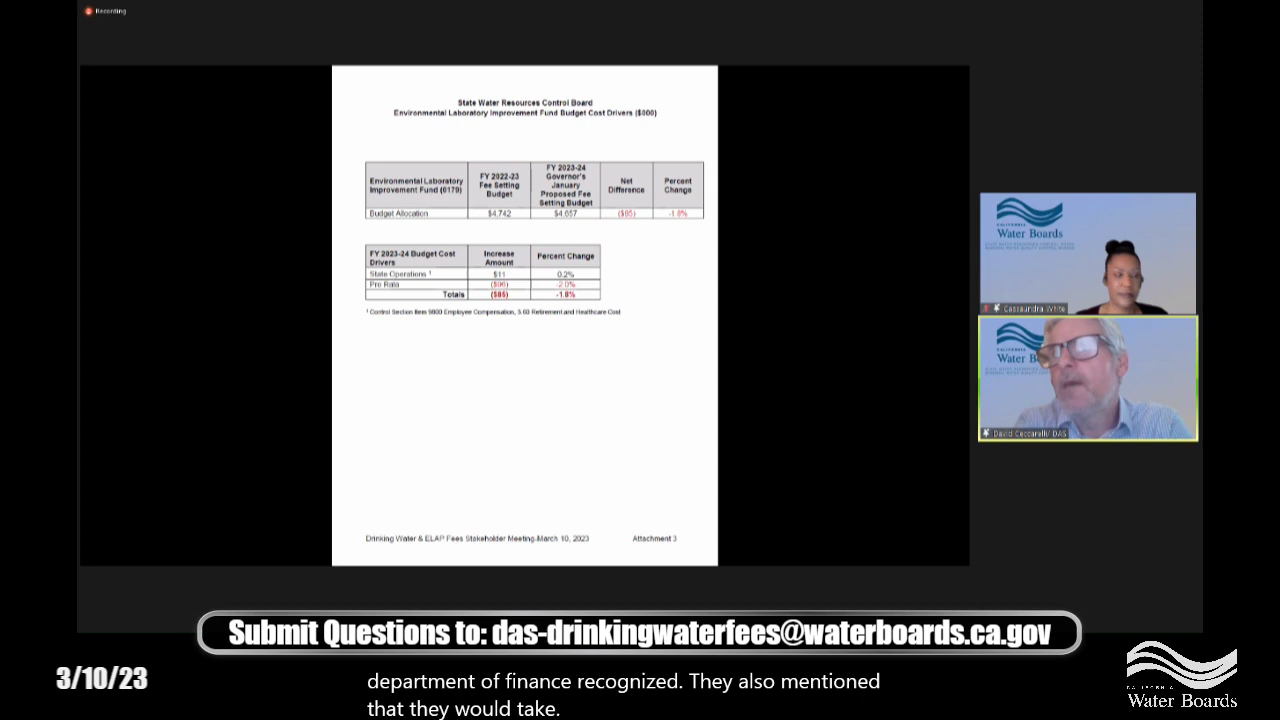 Recording
State Water Resources Control Board
Environmental Laboratory Improvement Fund Budget Cost Drivers ($000)
Environmental Laboratory Improvement Fund (0179)
FY 2022-23 Fee Setting Budget
FY 2023-24 Governor's January Proposed Fee Setting Budget
Net Difference
Percent Change
Budget Allocation $4,742 $4,657 ($85) -1.8%
FY 2023-24 Budget Cost Drivers
Increase Amount
Percent Change
State Operations 1 $11 0.2%
Pro Rata ($96) -2.0%
Totals ($85) -1.8%
1 Control Section Item 9800 Employee Compensation, 3.60 Retirement and Healthcare Cost
Drinking Water & ELAP Fees Stakeholder Meeting-March 10, 2023 Attachment 3
CALIFORNIA
Water Boards
Cassaundra White
CALIFORNIA
Water B
David Ceccarelli/ DAS
Submit Questions to: das-drinkingwaterfees@waterboards.ca.gov
3/10/23
department of finance recognized. They also mentioned
that they would take.
CALIFORNIA
Water Boards